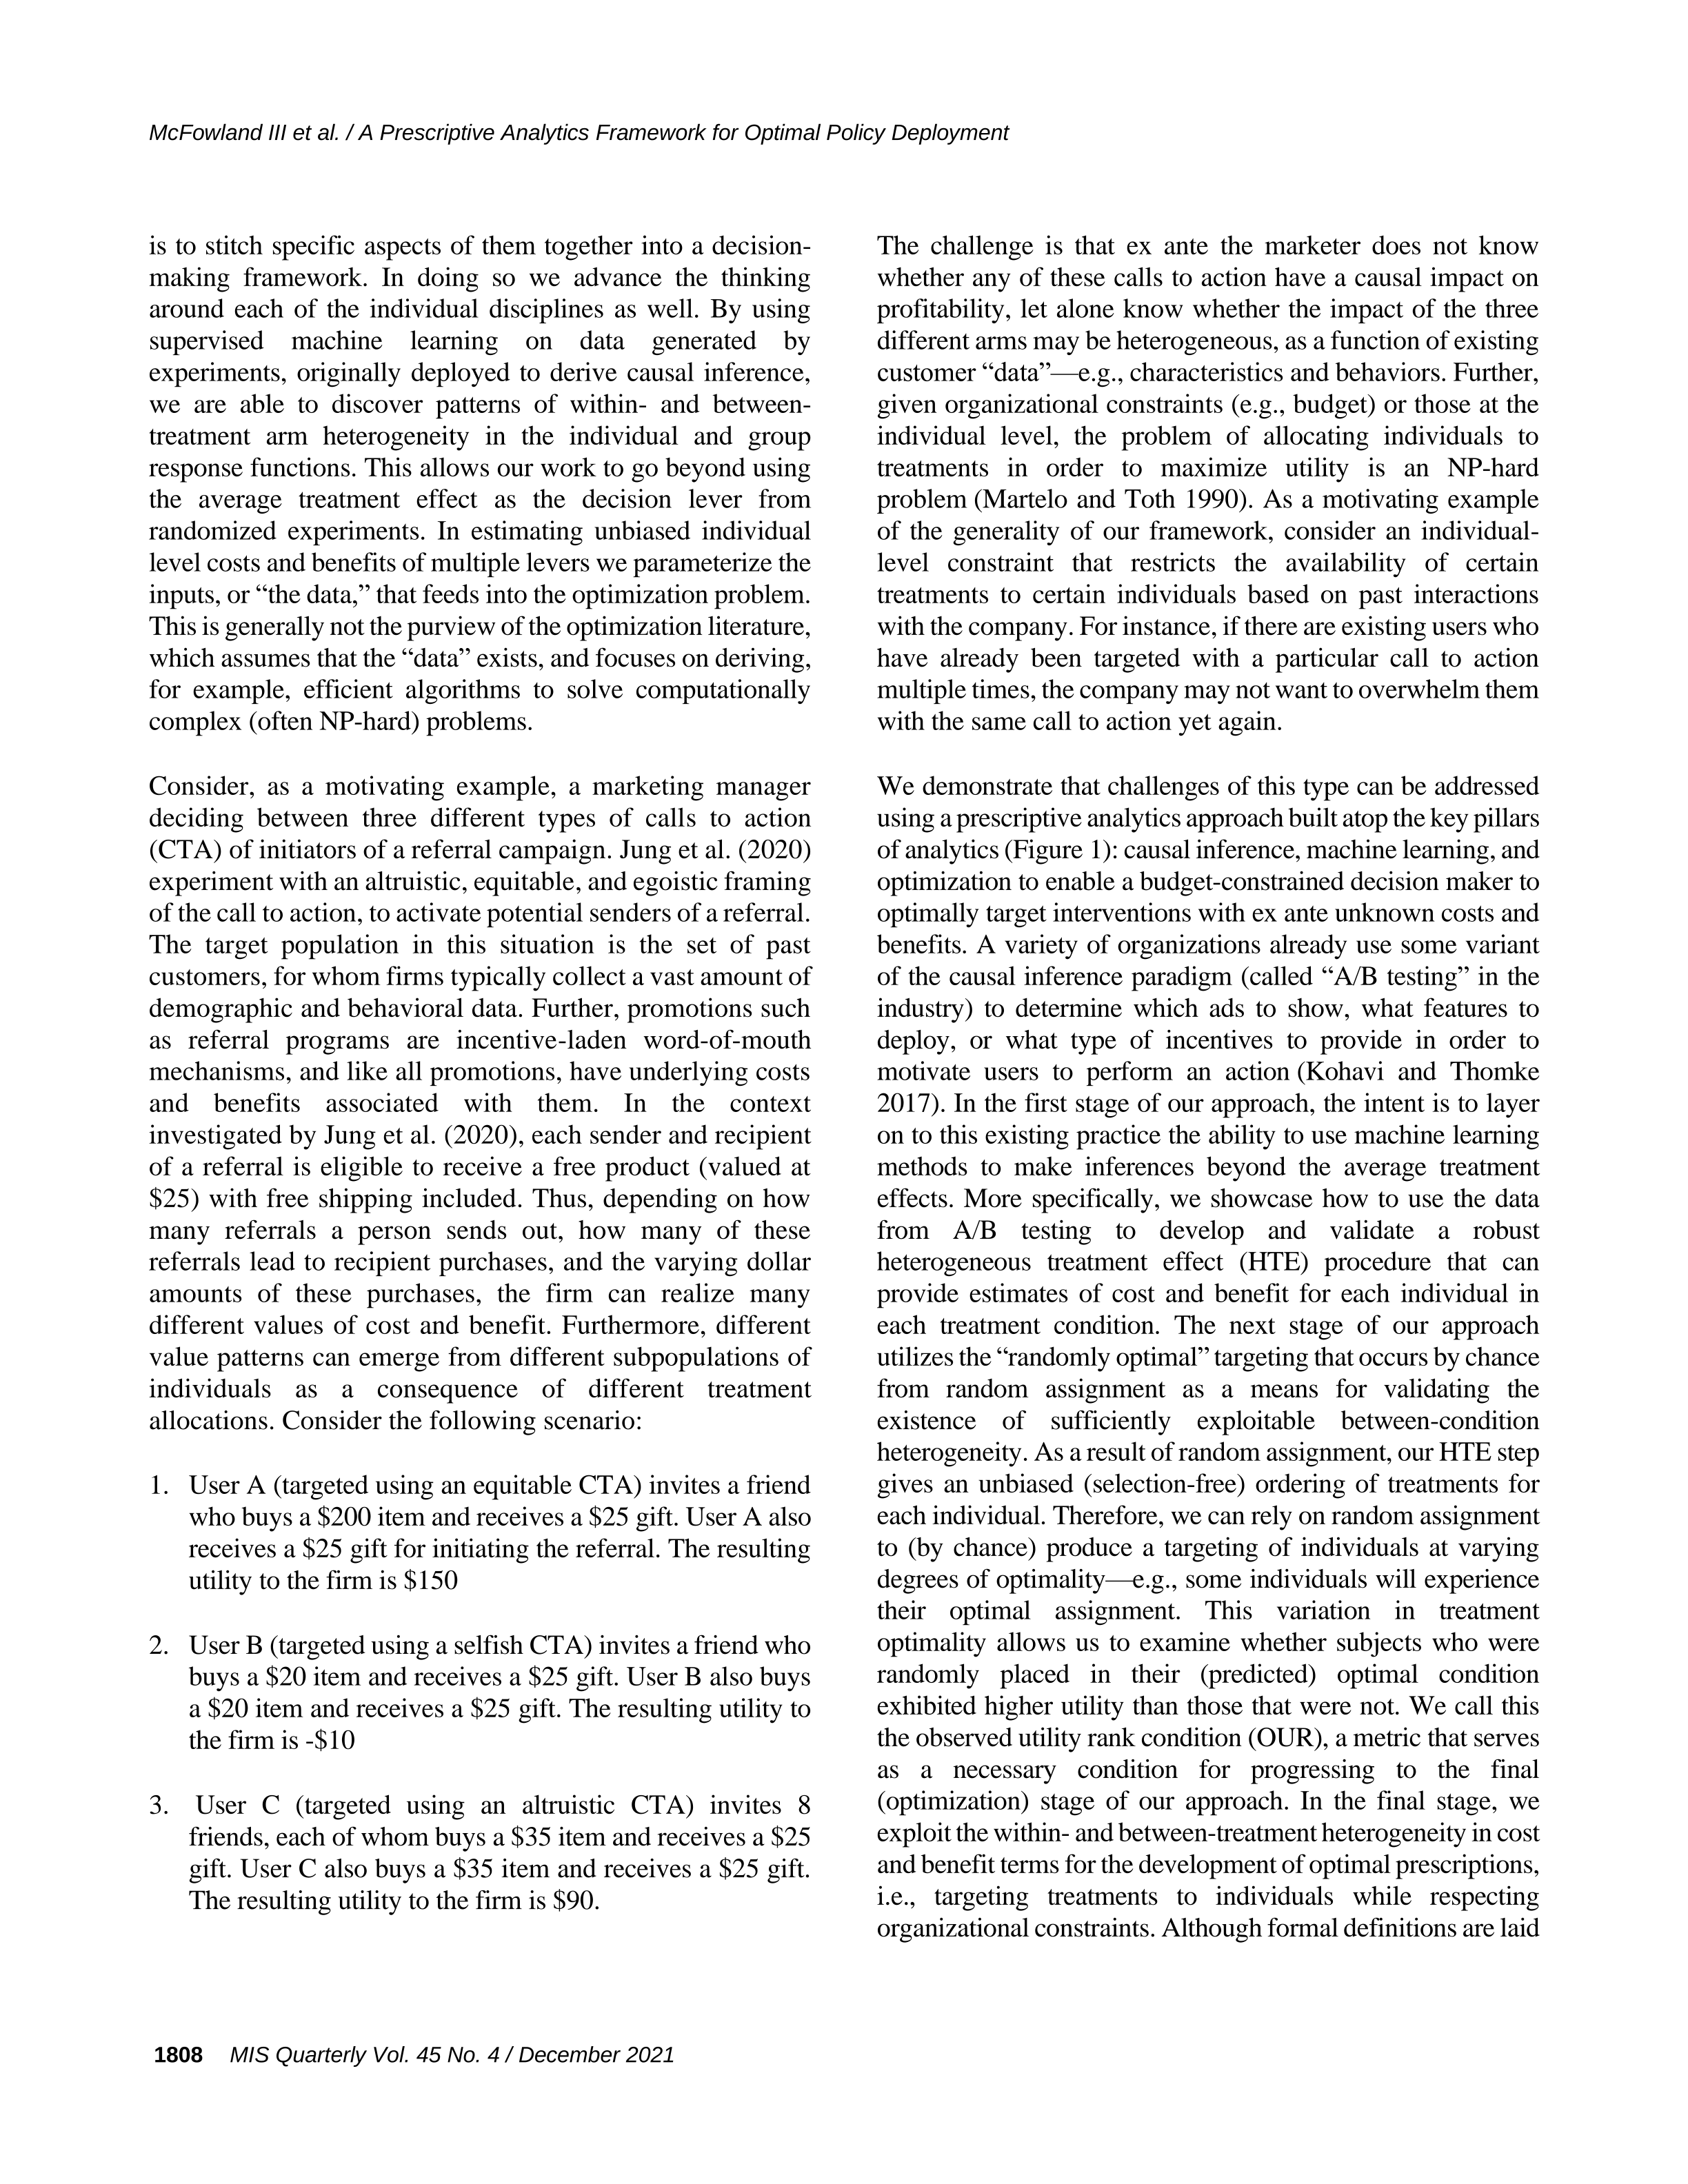 McFowland III et al. / A Prescriptive Analytics Framework for Optimal Policy Deployment
is to stitch specific aspects of them together into a decision-
making framework. In doing so we advance the thinking
around each of the individual disciplines as well. By using
supervised machine learning on data generated by
experiments, originally deployed to derive causal inference,
we are able to discover patterns of within- and between-
treatment arm heterogeneity in the individual and group
response functions. This allows our work to go beyond using
the average treatment effect as the decision lever from
randomized experiments. In estimating unbiased individual
level costs and benefits of multiple levers we parameterize the
inputs, or “the data,” that feeds into the optimization problem.
This is generally not the purview of the optimization literature,
which assumes that the “data” exists, and focuses on deriving,
for example, efficient algorithms to solve computationally
complex (often NP-hard) problems.
Consider, as a motivating example, a marketing manager
deciding between three different types of calls to action
(CTA) of initiators of a referral campaign. Jung et al. (2020)
experiment with an altruistic, equitable, and egoistic framing
of the call to action, to activate potential senders of a referral.
The target population in this situation is the set of past
customers, for whom firms typically collect a vast amount of
demographic and behavioral data. Further, promotions such
as referral programs are incentive-laden word-of-mouth
mechanisms, and like all promotions, have underlying costs
and benefits associated with them. In the context
investigated by Jung et al. (2020), each sender and recipient
of a referral is eligible to receive a free product (valued at
$25) with free shipping included. Thus, depending on how
many referrals a person sends out, how many of these
referrals lead to recipient purchases, and the varying dollar
amounts of these purchases, the firm can realize many
different values of cost and benefit. Furthermore, different
value patterns can emerge from different subpopulations of
individuals as a consequence of different treatment
allocations. Consider the following scenario:
1. User A (targeted using an equitable CTA) invites a friend
who buys a $200 item and receives a $25 gift. User A also
receives a $25 gift for initiating the referral. The resulting
utility to the firm is $150
2. User B (targeted using a selfish CTA) invites a friend who
buys a $20 item and receives a $25 gift. User B also buys
a $20 item and receives a $25 gift. The resulting utility to
the firm is -$10
3. User C (targeted using an altruistic CTA) invites 8
friends, each of whom buys a $35 item and receives a $25
gift. User C also buys a $35 item and receives a $25 gift.
The resulting utility to the firm is $90.
The challenge is that ex ante the marketer does not know
whether any of these calls to action have a causal impact on
profitability, let alone know whether the impact of the three
different arms may be heterogeneous, as a function of existing
customer “data”—e.g., characteristics and behaviors. Further,
given organizational constraints (e.g., budget) or those at the
individual level, the problem of allocating individuals to
treatments in order to maximize utility is an NP-hard
problem (Martelo and Toth 1990). As a motivating example
of the generality of our framework, consider an individual-
level constraint that restricts the availability of certain
treatments to certain individuals based on past interactions
with the company. For instance, if there are existing users who
have already been targeted with a particular call to action
multiple times, the company may not want to overwhelm them
with the same call to action yet again.
We demonstrate that challenges of this type can be addressed
using a prescriptive analytics approach built atop the key pillars
of analytics (Figure 1): causal inference, machine learning, and
optimization to enable a budget-constrained decision maker to
optimally target interventions with ex ante unknown costs and
benefits. A variety of organizations already use some variant
of the causal inference paradigm (called “A/B testing” in the
industry) to determine which ads to show, what features to
deploy, or what type of incentives to provide in order to
motivate users to perform an action (Kohavi and Thomke
2017). In the first stage of our approach, the intent is to layer
on to this existing practice the ability to use machine learning
methods to make inferences beyond the average treatment
effects. More specifically, we showcase how to use the data
from A/B testing to develop and validate a robust
heterogeneous treatment effect (HTE) procedure that can
provide estimates of cost and benefit for each individual in
each treatment condition. The next stage of our approach
utilizes the “randomly optimal” targeting that occurs by chance
from random assignment as a means for validating the
existence of sufficiently exploitable between-condition
heterogeneity. As a result of random assignment, our HTE step
gives an unbiased (selection-free) ordering of treatments for
each individual. Therefore, we can rely on random assignment
to (by chance) produce a targeting of individuals at varying
degrees of optimality—e.g., some individuals will experience
their optimal assignment. This variation in treatment
optimality allows us to examine whether subjects who were
randomly placed in their (predicted) optimal condition
exhibited higher utility than those that were not. We call this
the observed utility rank condition (OUR), a metric that serves
as a necessary condition for progressing to the final
(optimization) stage of our approach. In the final stage, we
exploit the within- and between-treatment heterogeneity in cost
and benefit terms for the development of optimal prescriptions,
i.e., targeting treatments to individuals while respecting
organizational constraints. Although formal definitions are laid
1808 MIS Quarterly Vol. 45 No. 4 / December 2021